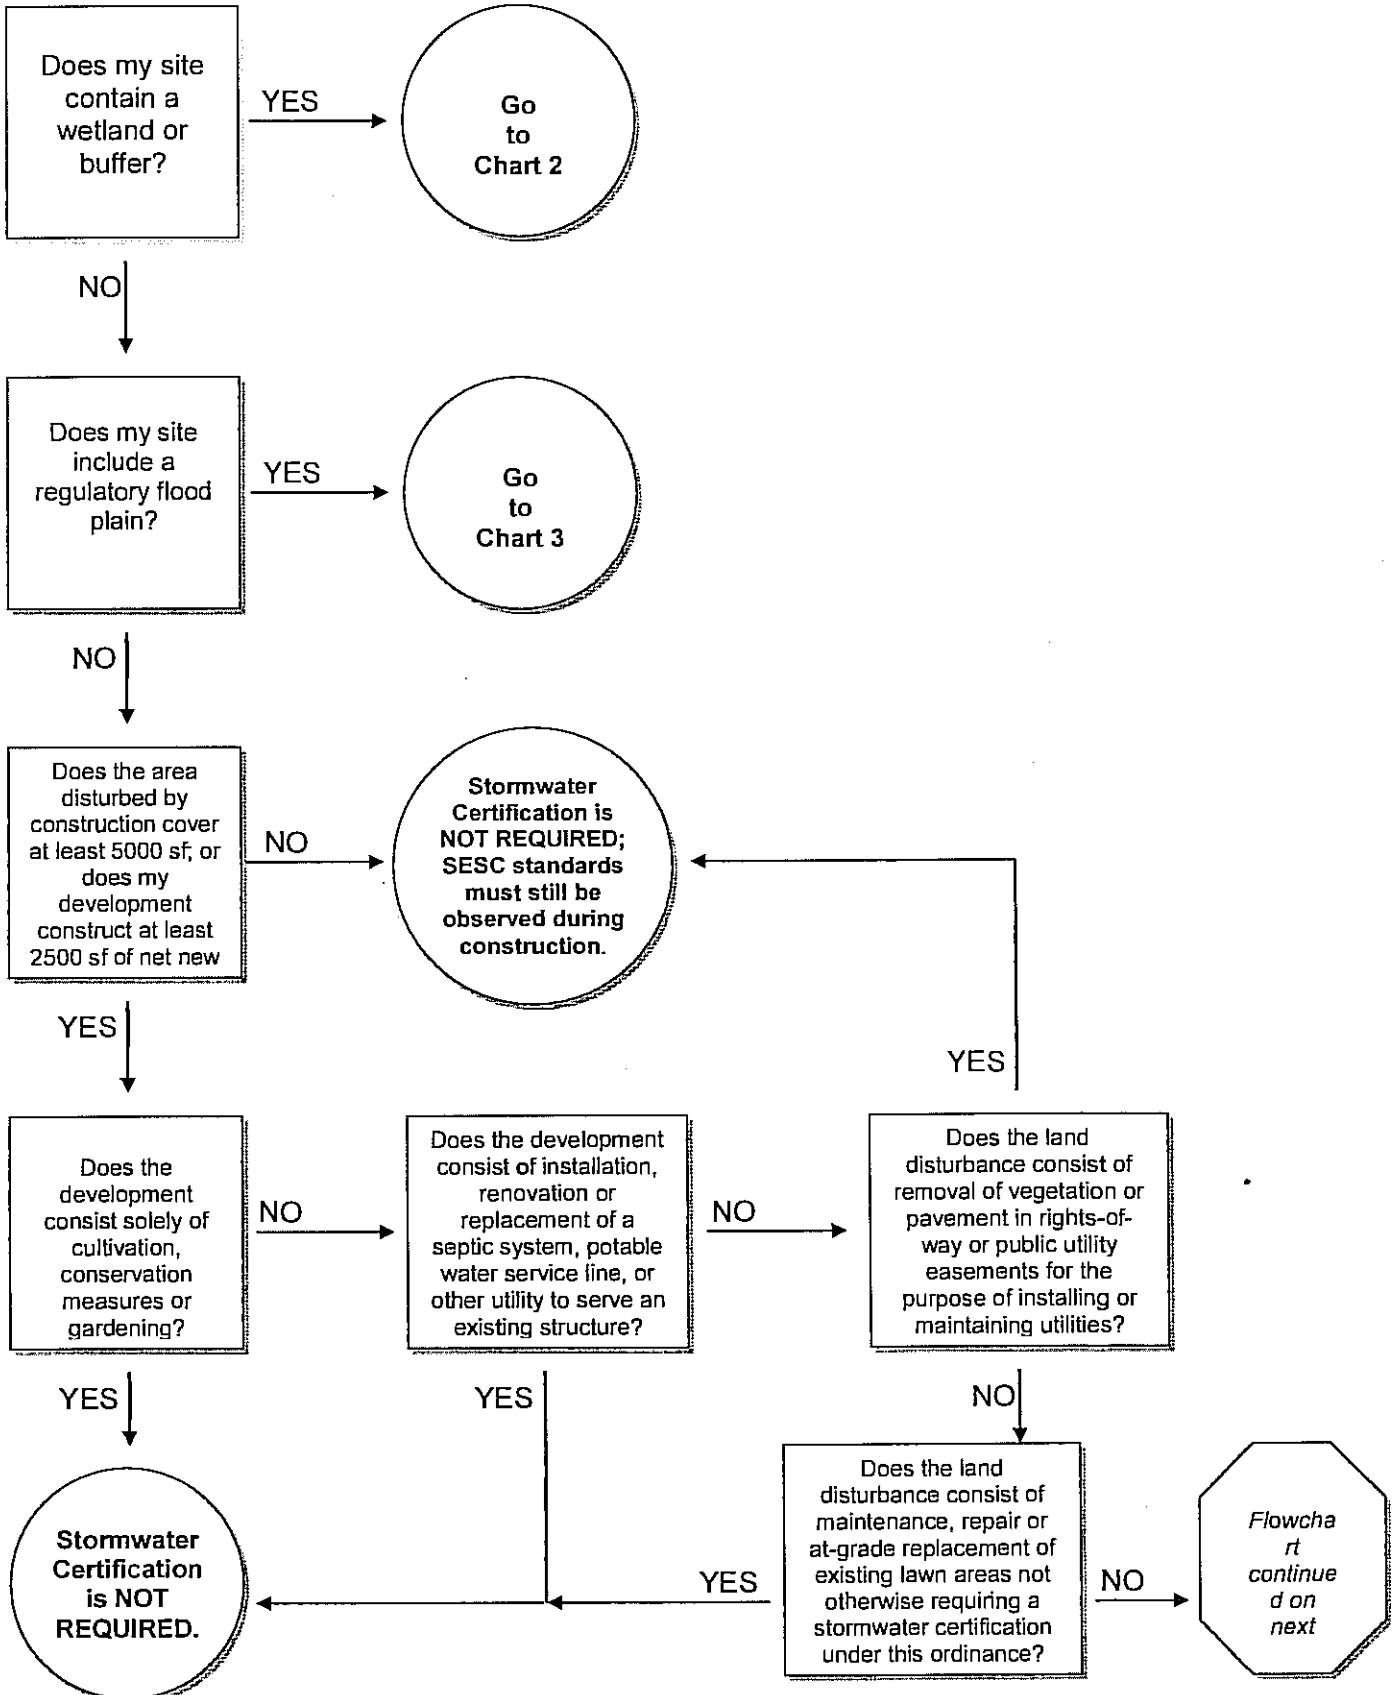 Does my site
contain a
wetland or
buffer?
YES
Go
to
Chart 2
NO
Does my site
include a
regulatory flood
plain?
YES
Go
to
Chart 3
NO
Does the area
disturbed by
construction cover
at least 5000 sf; or
does my
development
construct at least
2500 sf of net new
NO
Stormwater
Certification is
NOT REQUIRED;
SESC standards
must still be
observed during
construction.
YES
YES
Does the
development
consist solely of
cultivation,
conservation
measures or
gardening?
NO
Does the development
consist of installation,
renovation or
replacement of a
septic system, potable
water service line, or
other utility to serve an
existing structure?
NO
Does the land
disturbance consist of
removal of vegetation or
pavement in rights-of-
way or public utility
easements for the
purpose of installing or
maintaining utilities?
YES
YES
NO
Stormwater
Certification
is NOT
REQUIRED.
YES
Does the land
disturbance consist of
maintenance, repair or
at-grade replacement of
existing lawn areas not
otherwise requiring a
stormwater certification
under this ordinance?
NO
Flowcha
rt
continue
d on
next